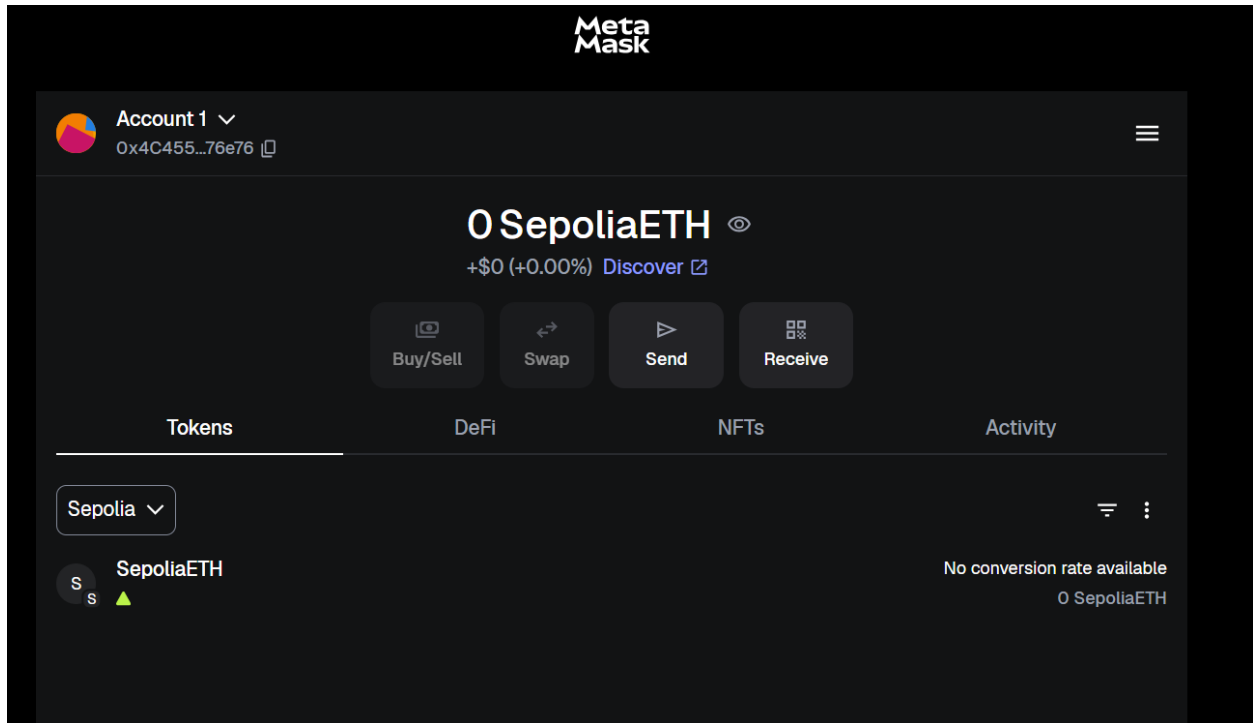 Meta
Mask
Account 1
0x4C455...76e76
0 SepoliaETH
+$0 (+0.00%) Discover
Buy/Sell Swap Send Receive
Tokens DeFi NFTs Activity
Sepolia
S S SepoliaETH No conversion rate available
0 SepoliaETH